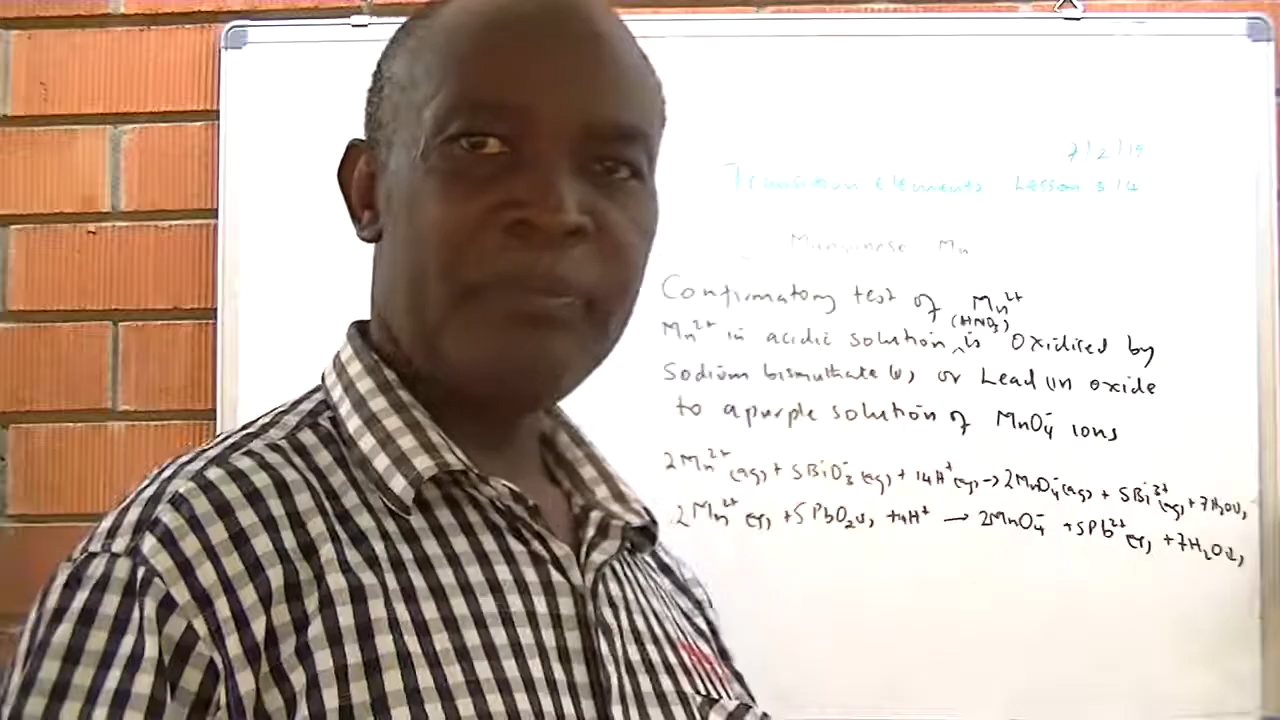 7/2/19
Transition Elements Lesson 3/4
Manganese Mn
Confirmatory test of Mn²⁺
(HNO₃)
Mn²⁺ in acidic solution ^ is Oxidised by
Sodium bismuthate (V) or Lead (IV) oxide
to a purple solution of MnO₄⁻ ions
2Mn²⁺(aq) + 5BiO₃⁻(aq) + 14H⁺(aq) → 2MnO₄⁻(aq) + 5Bi³⁺(aq) + 7H₂O(l)
2Mn²⁺(aq) + 5PbO₂(s) + 4H⁺ → 2MnO₄⁻ + 5Pb²⁺(aq) + 7H₂O(l)